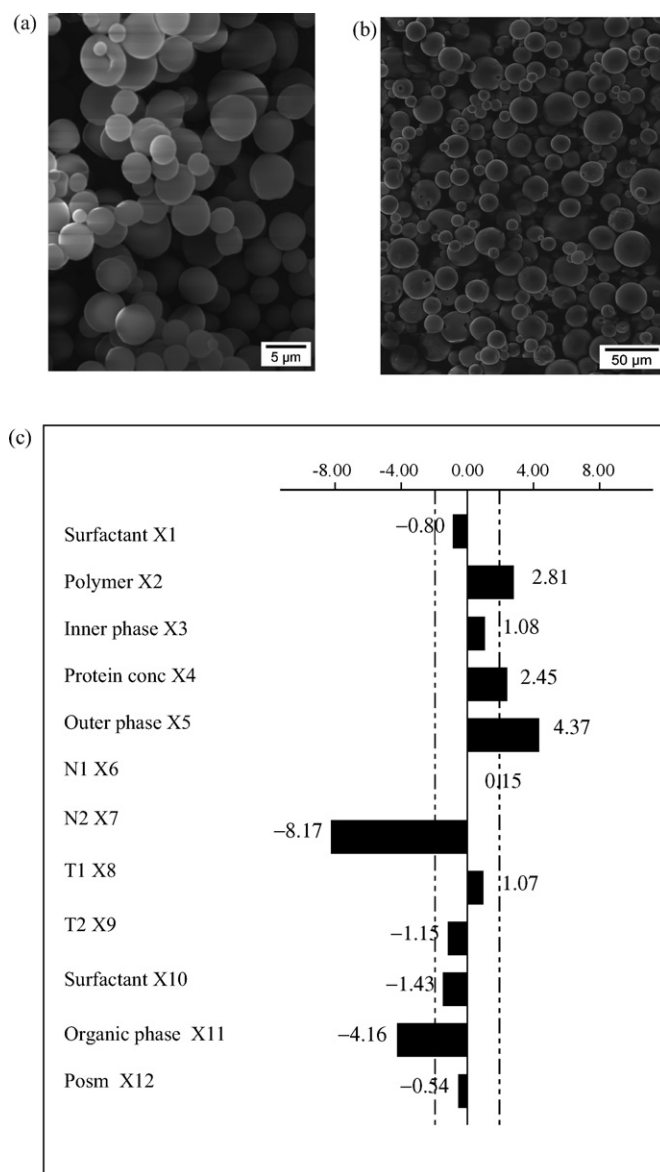 (a)
(b)
5 µm
50 µm
(c)
-8.00 -4.00 0.00 4.00 8.00
Surfactant X1 −0.80
Polymer X2 2.81
Inner phase X3 1.08
Protein conc X4 2.45
Outer phase X5 4.37
N1 X6 0.15
N2 X7 −8.17
T1 X8 1.07
T2 X9 −1.15
Surfactant X10 −1.43
Organic phase X11 −4.16
Posm X12 −0.54